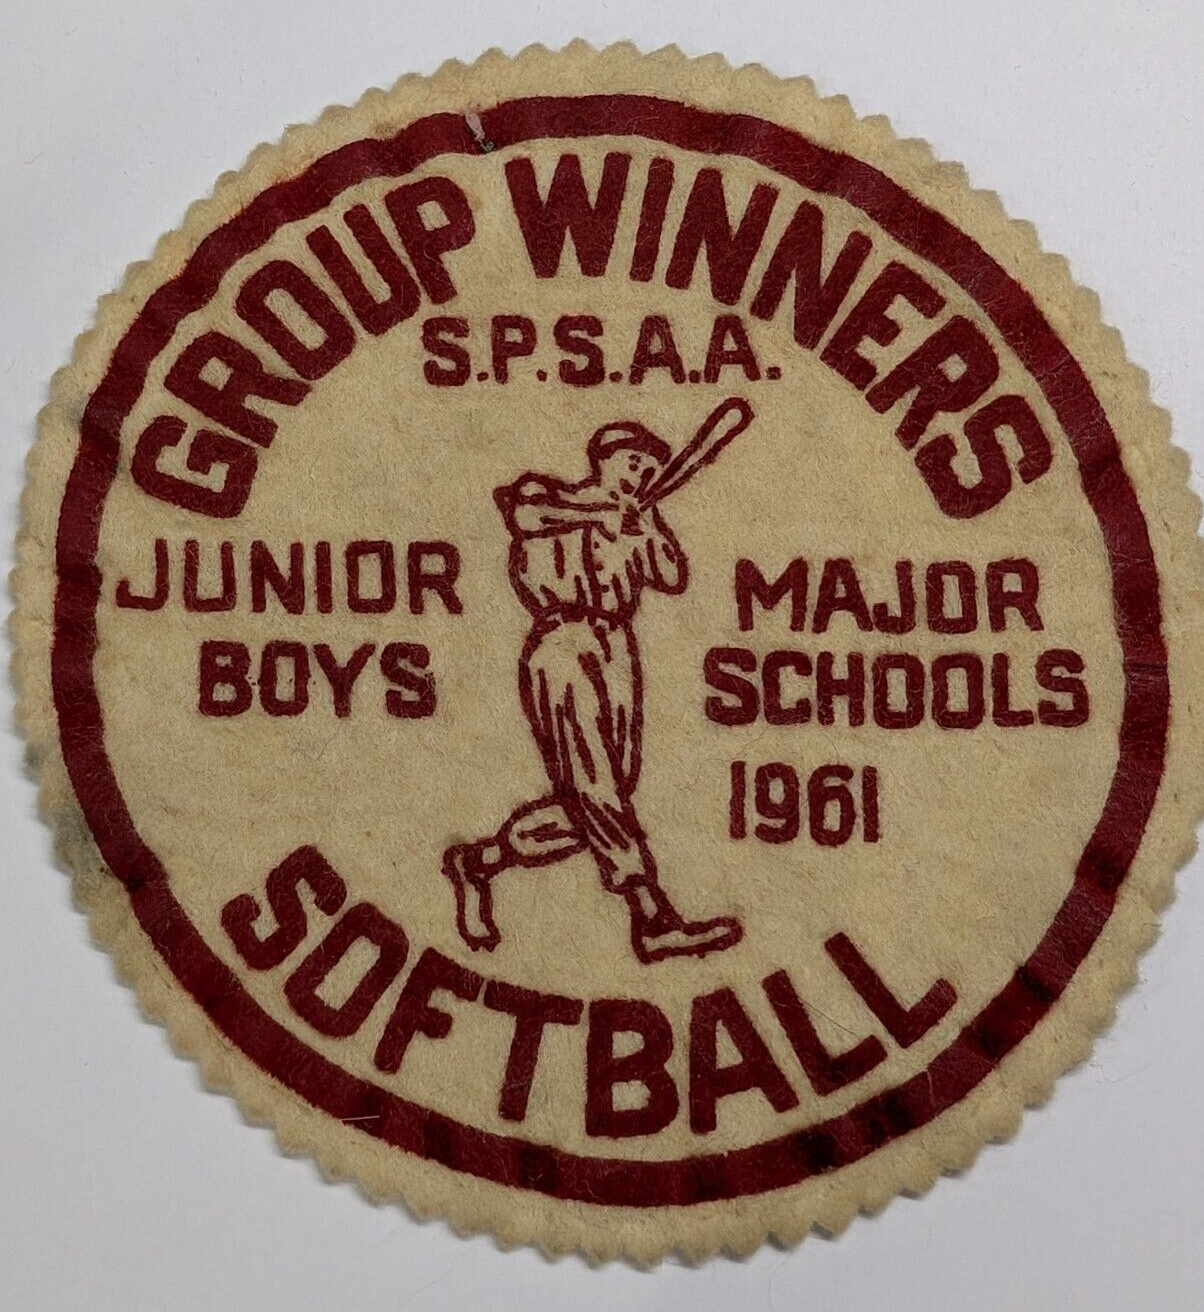 GROUP WINNERS
S.P.S.A.A.
JUNIOR
BOYS
MAJOR
SCHOOLS
1961
SOFTBALL